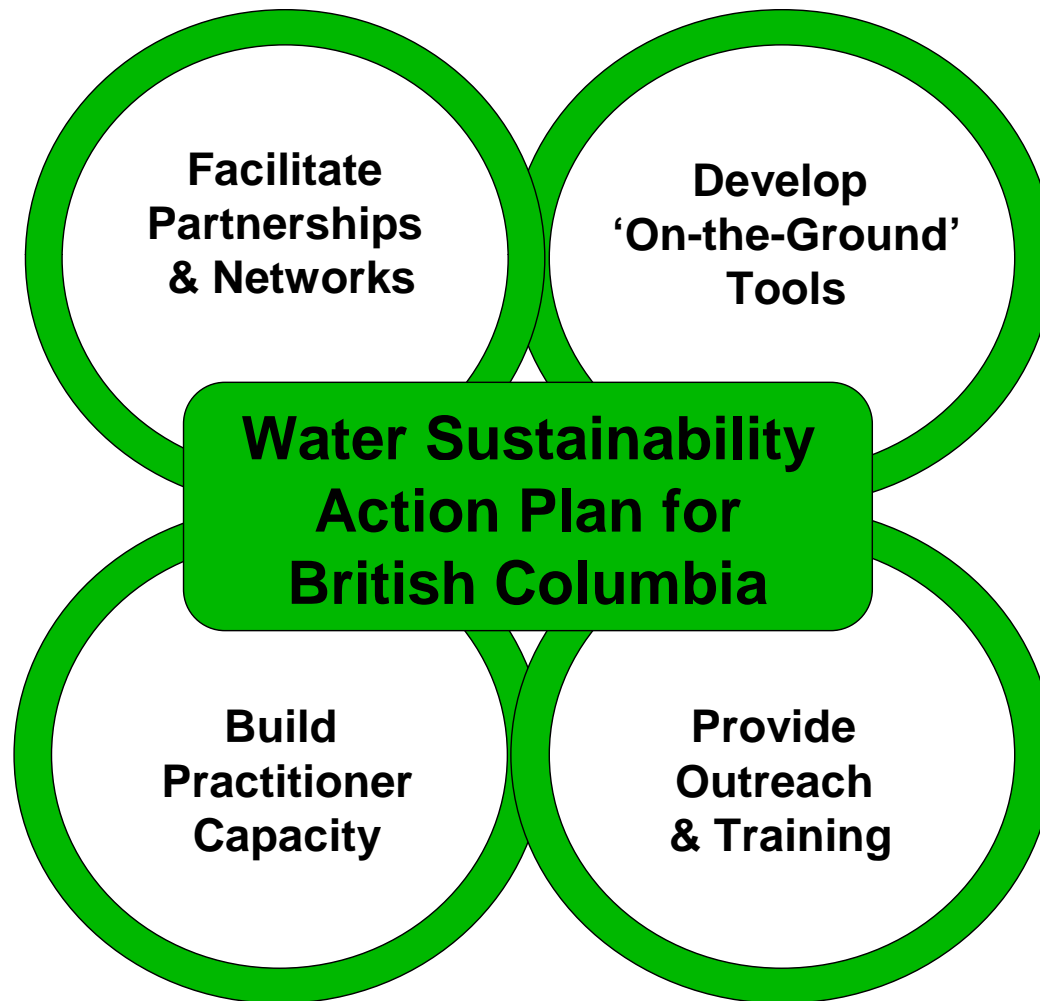 Facilitate
Partnerships
& Networks
Develop
‘On-the-Ground’
Tools
Water Sustainability
Action Plan for
British Columbia
Build
Practitioner
Capacity
Provide
Outreach
& Training